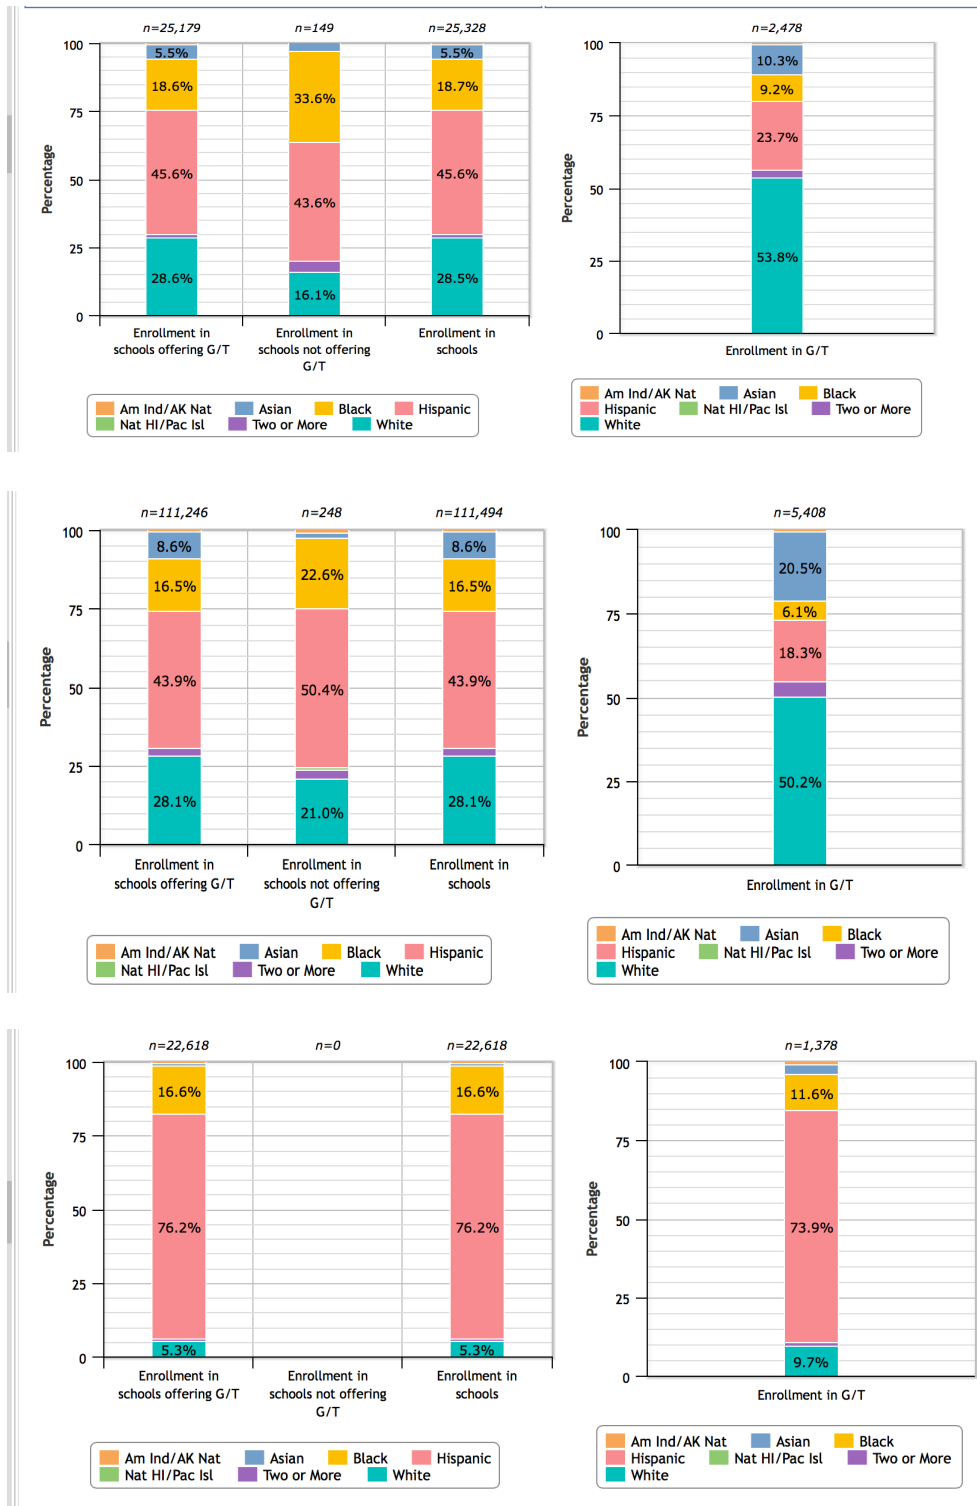 n=25,179 n=149 n=25,328
100
75
50
25
0
Percentage
5.5%
18.6%
45.6%
28.6%
33.6%
43.6%
16.1%
5.5%
18.7%
45.6%
28.5%
Enrollment in
schools offering G/T
Enrollment in
schools not offering
G/T
Enrollment in
schools
Am Ind/AK Nat Asian Black Hispanic
Nat HI/Pac Isl Two or More White
n=2,478
100
75
50
25
0
Percentage
10.3%
9.2%
23.7%
53.8%
Enrollment in G/T
Am Ind/AK Nat Asian Black
Hispanic Nat HI/Pac Isl Two or More
White
n=111,246 n=248 n=111,494
100
75
50
25
0
Percentage
8.6%
16.5%
43.9%
28.1%
22.6%
50.4%
21.0%
8.6%
16.5%
43.9%
28.1%
Enrollment in
schools offering G/T
Enrollment in
schools not offering
G/T
Enrollment in
schools
Am Ind/AK Nat Asian Black Hispanic
Nat HI/Pac Isl Two or More White
n=5,408
100
75
50
25
0
Percentage
20.5%
6.1%
18.3%
50.2%
Enrollment in G/T
Am Ind/AK Nat Asian Black
Hispanic Nat HI/Pac Isl Two or More
White
n=22,618 n=0 n=22,618
100
75
50
25
0
Percentage
16.6%
76.2%
5.3%
16.6%
76.2%
5.3%
Enrollment in
schools offering G/T
Enrollment in
schools not offering
G/T
Enrollment in
schools
Am Ind/AK Nat Asian Black Hispanic
Nat HI/Pac Isl Two or More White
n=1,378
100
75
50
25
0
Percentage
11.6%
73.9%
9.7%
Enrollment in G/T
Am Ind/AK Nat Asian Black
Hispanic Nat HI/Pac Isl Two or More
White